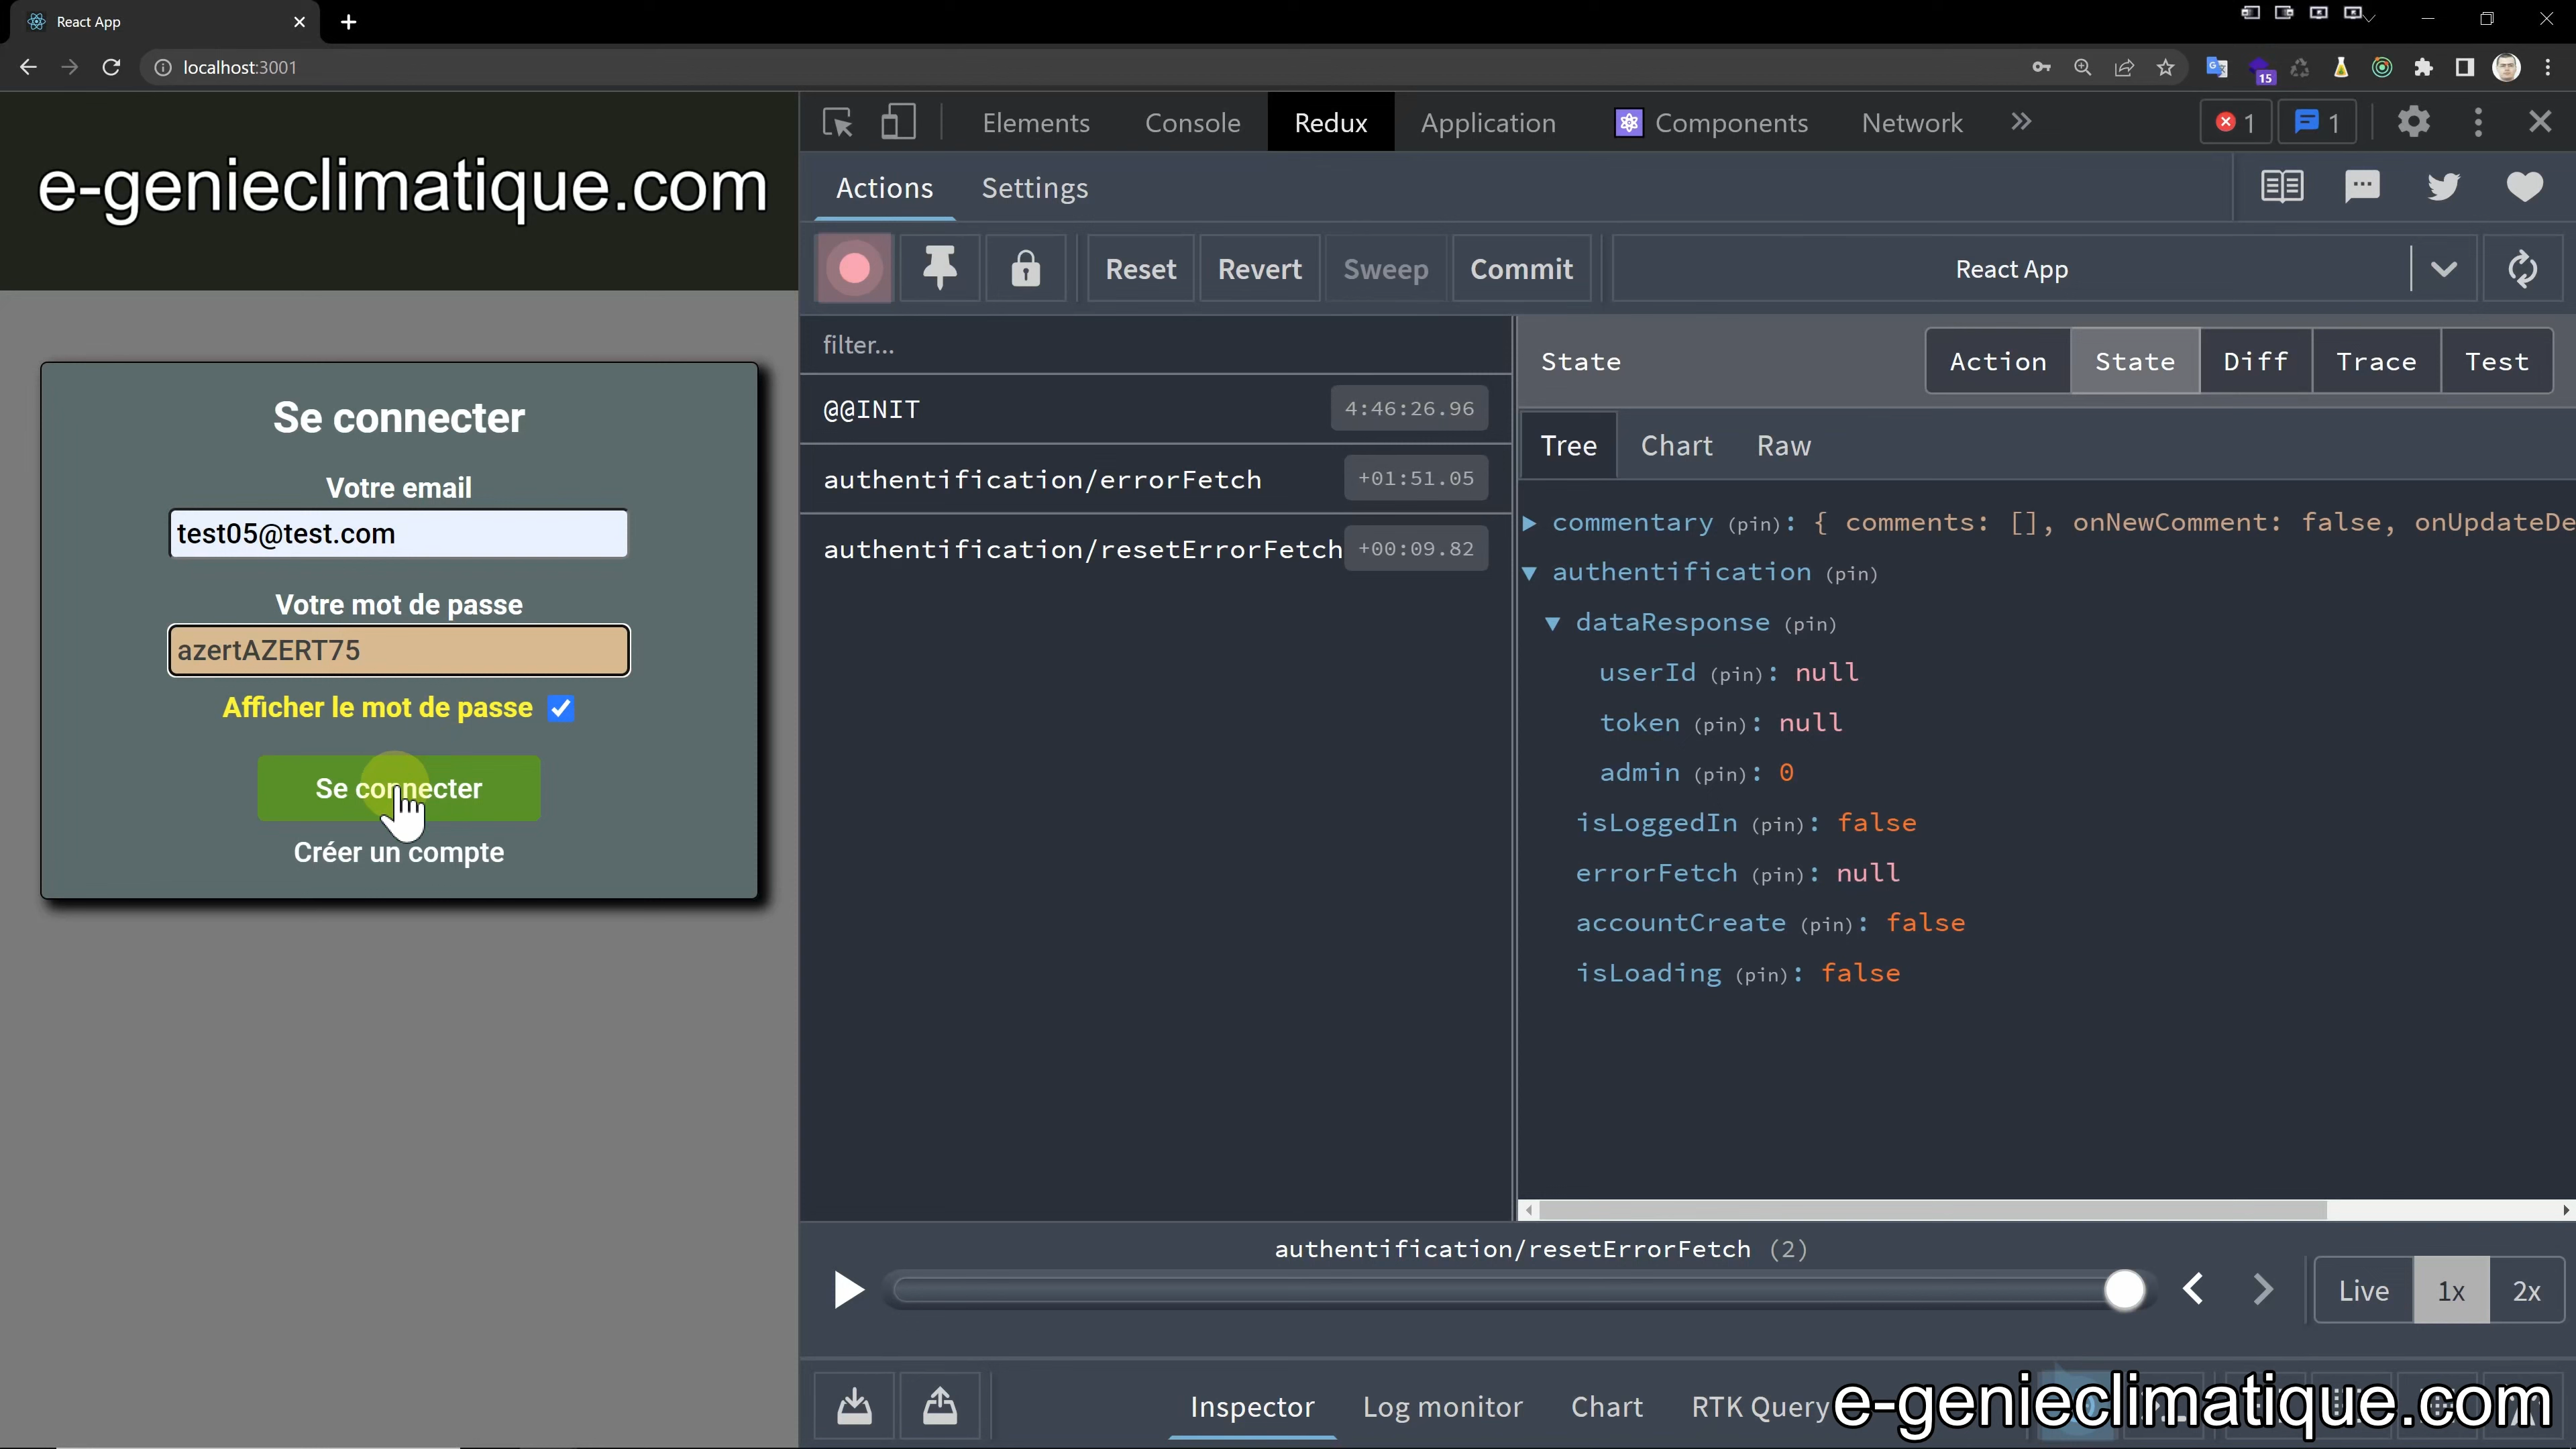 React App
localhost:3001
15
e-genieclimatique.com
Se connecter
Votre email
test05@test.com
Votre mot de passe
azertAZERT75
Afficher le mot de passe
Se connecter
Créer un compte
Elements Console Redux Application Components Network 1 1
Actions Settings
Reset Revert Sweep Commit React App
filter...
@@INIT 4:46:26.96
authentification/errorFetch +01:51.05
authentification/resetErrorFetch +00:09.82
State Action State Diff Trace Test
Tree Chart Raw
commentary (pin): { comments: [], onNewComment: false, onUpdateDe
authentification (pin)
dataResponse (pin)
userId (pin): null
token (pin): null
admin (pin): 0
isLoggedIn (pin): false
errorFetch (pin): null
accountCreate (pin): false
isLoading (pin): false
authentification/resetErrorFetch (2)
Live 1x 2x
Inspector Log monitor Chart RTK Query
e-genieclimatique.com